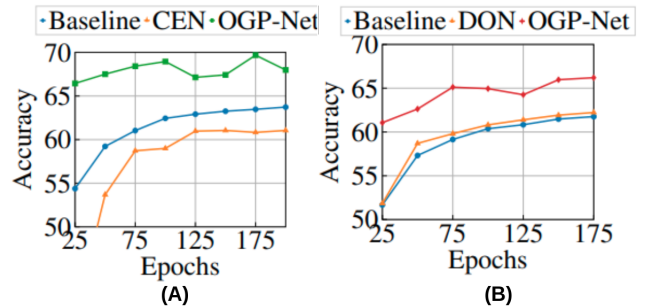 Baseline CEN OGP-Net
70
65
60
55
50
Accuracy
25 75 125 175
Epochs
(A)
Baseline DON OGP-Net
70
65
60
55
50
Accuracy
25 75 125 175
Epochs
(B)